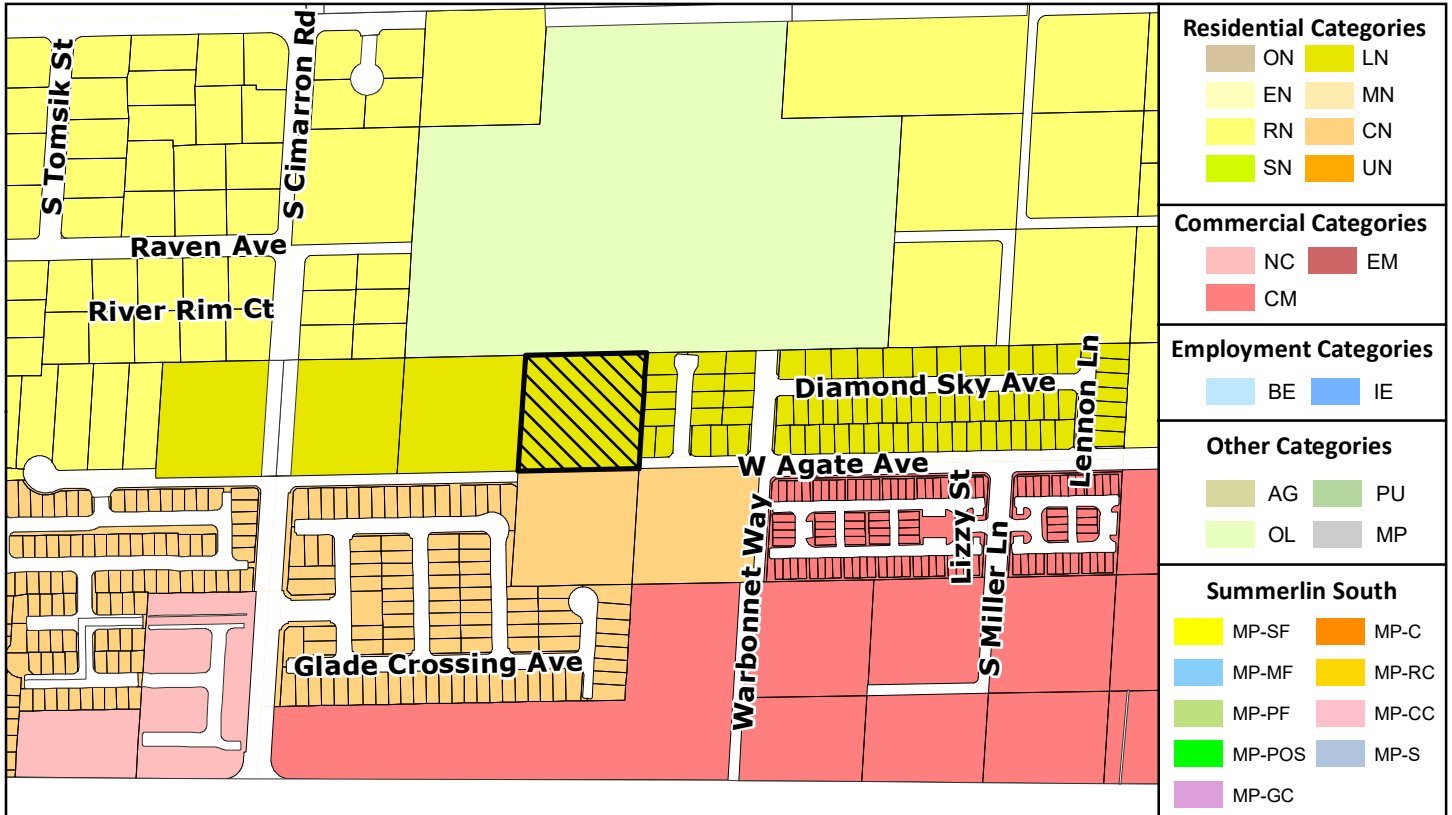 S Tomsik St
S Cimarron Rd
Raven Ave
River Rim Ct
Diamond Sky Ave
Lennon Ln
W Agate Ave
Warbonnet Way
Lizzy St
S Miller Ln
Glade Crossing Ave
Residential Categories
ON LN
EN MN
RN CN
SN UN
Commercial Categories
NC EM
CM
Employment Categories
BE IE
Other Categories
AG PU
OL MP
Summerlin South
MP-SF MP-C
MP-MF MP-RC
MP-PF MP-CC
MP-POS MP-S
MP-GC